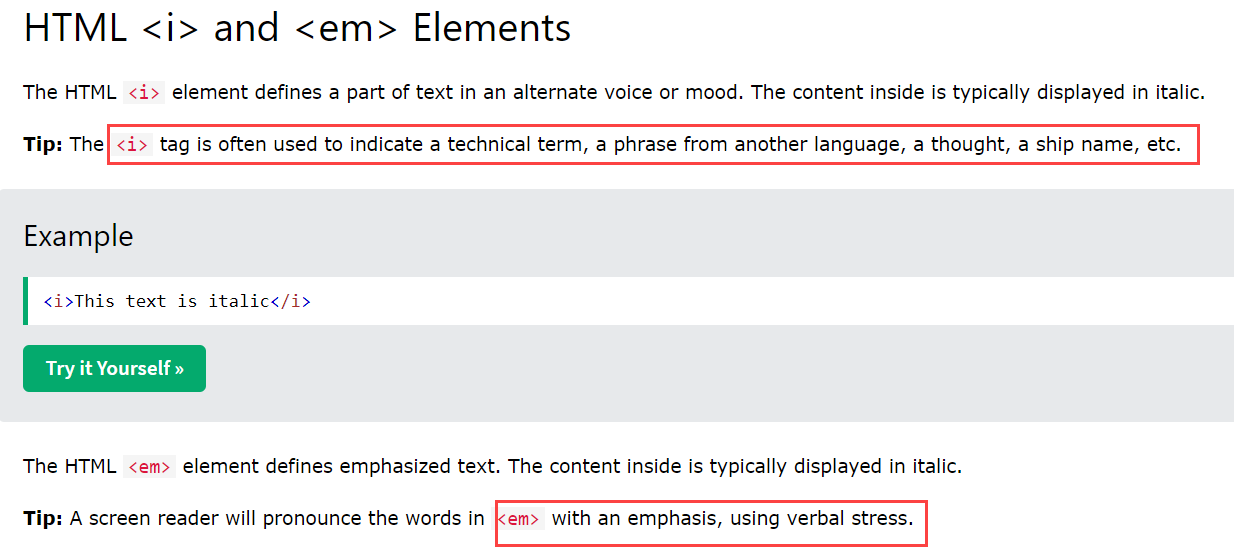 HTML <i> and <em> Elements
The HTML <i> element defines a part of text in an alternate voice or mood. The content inside is typically displayed in italic.
Tip: The <i> tag is often used to indicate a technical term, a phrase from another language, a thought, a ship name, etc.
Example
<i>This text is italic</i>
Try it Yourself »
The HTML <em> element defines emphasized text. The content inside is typically displayed in italic.
Tip: A screen reader will pronounce the words in <em> with an emphasis, using verbal stress.